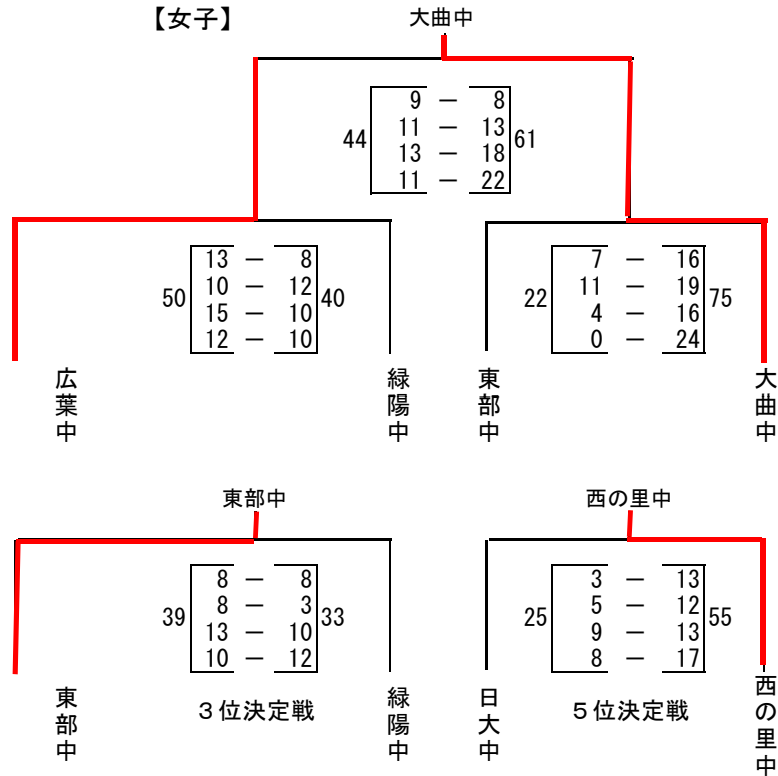 【女子】
大曲中
9 － 8
11 － 13
44 61
13 － 18
11 － 22
13 － 8
10 － 12
50 40
15 － 10
12 － 10
7 － 16
11 － 19
22 75
4 － 16
0 － 24
広葉中
緑陽中
東部中
大曲中
東部中
西の里中
8 － 8
8 － 3
39 33
13 － 10
10 － 12
3 － 13
5 － 12
25 55
9 － 13
8 － 17
東部中
３位決定戦
緑陽中
日大中
５位決定戦
西の里中